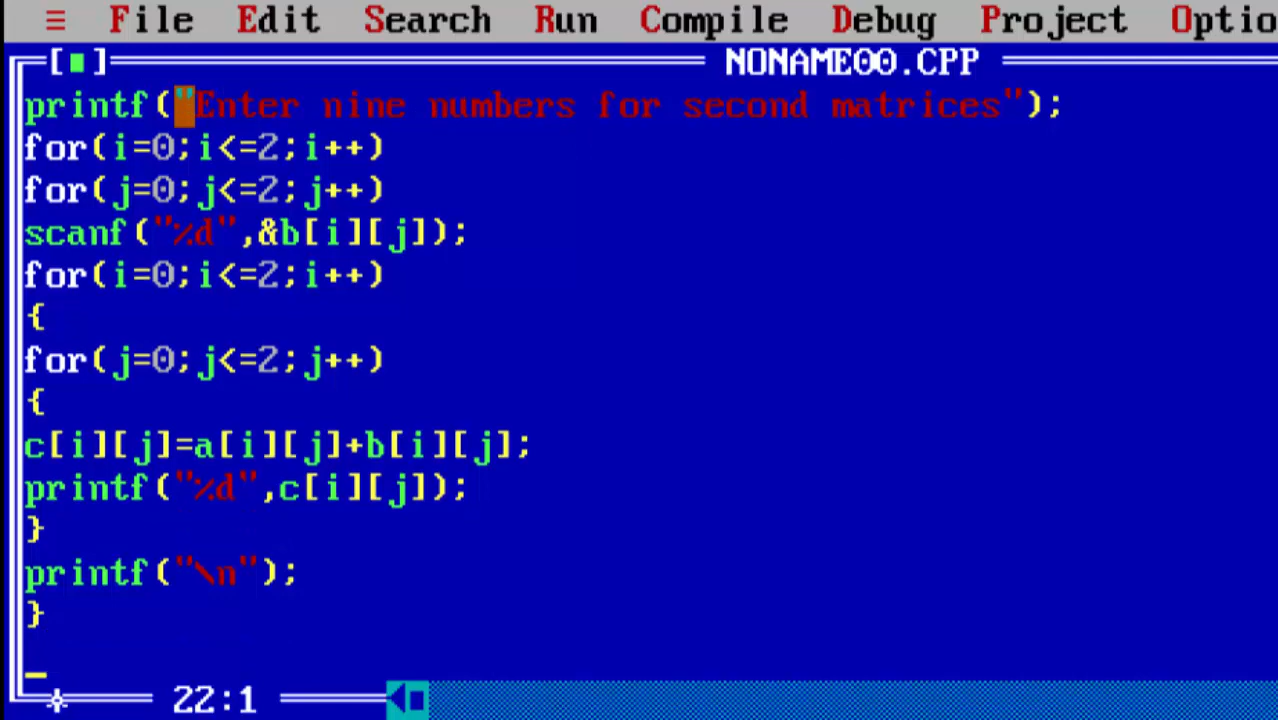 ≡ File Edit Search Run Compile Debug Project Optio
[■] NONAME00.CPP
printf("Enter nine numbers for second matrices");
for(i=0;i<=2;i++)
for(j=0;j<=2;j++)
scanf("%d",&b[i][j]);
for(i=0;i<=2;i++)
{
for(j=0;j<=2;j++)
{
c[i][j]=a[i][j]+b[i][j];
printf("%d",c[i][j]);
}
printf("\n");
}
22:1